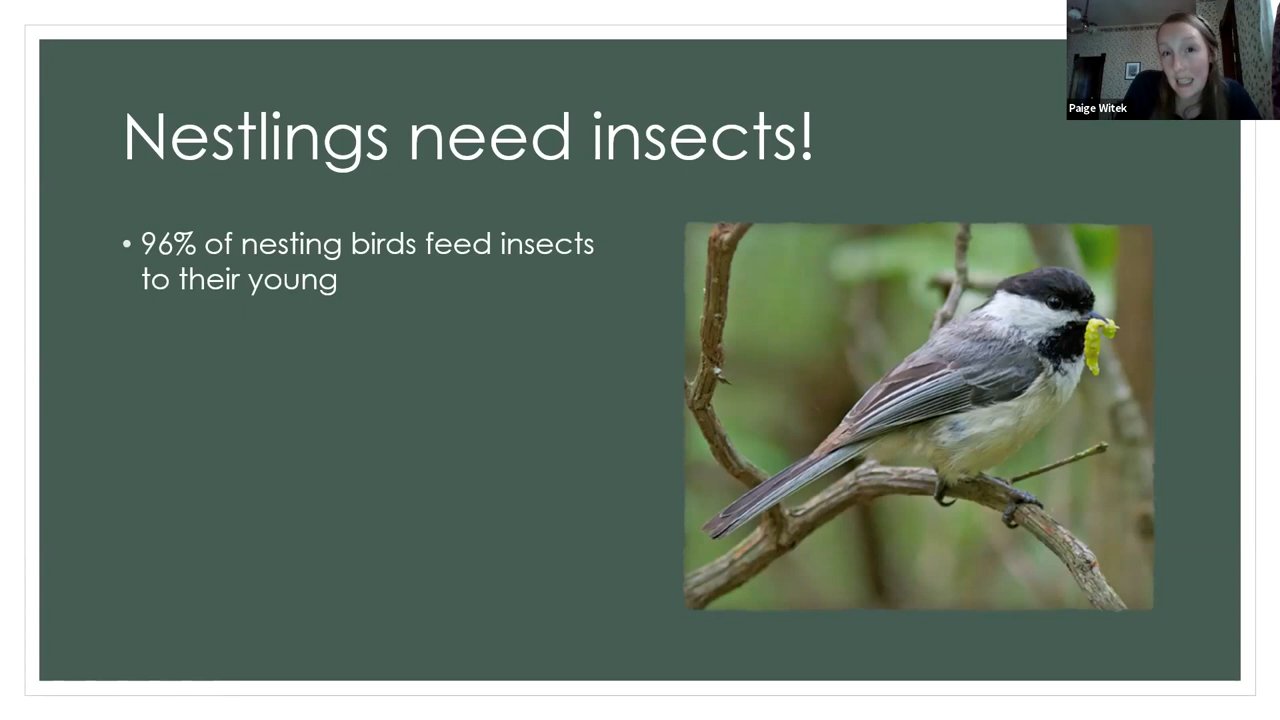 Nestlings need insects!
• 96% of nesting birds feed insects
to their young
Paige Witek